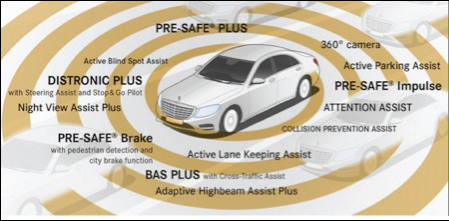 PRE-SAFE® PLUS
360° camera
Active Blind Spot Assist
Active Parking Assist
DISTRONIC PLUS
with Steering Assist and Stop&Go Pilot
PRE-SAFE® Impulse
Night View Assist Plus
ATTENTION ASSIST
COLLISION PREVENTION ASSIST
PRE-SAFE® Brake
with pedestrian detection and
city brake function
Active Lane Keeping Assist
BAS PLUS with Cross-Traffic Assist
Adaptive Highbeam Assist Plus